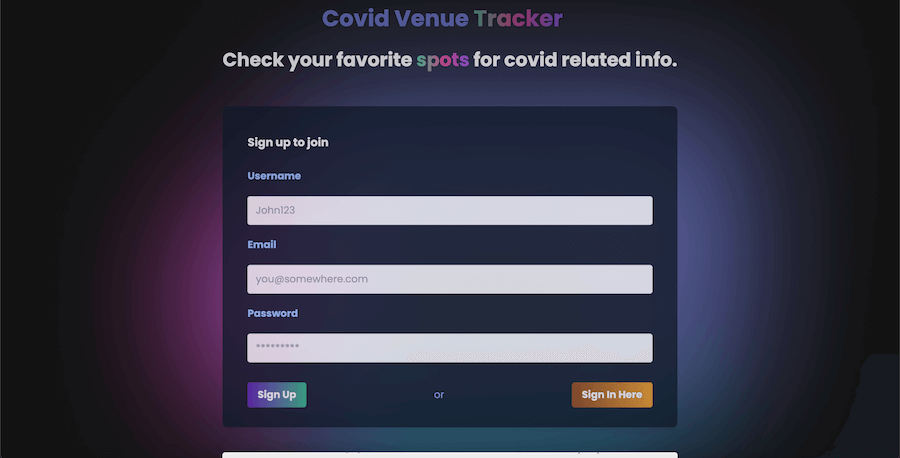 Covid Venue Tracker
Check your favorite spots for covid related info.
Sign up to join
Username
John123
Email
you@somewhere.com
Password
*********
Sign Up or Sign In Here